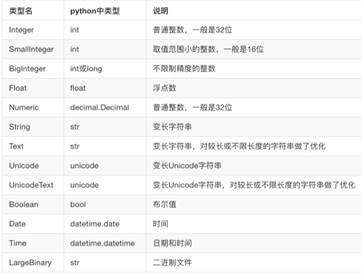 类型名 python中类型 说明
Integer int 普通整数，一般是32位
SmallInteger int 取值范围小的整数，一般是16位
BigInteger int或long 不限制精度的整数
Float float 浮点数
Numeric decimal.Decimal 普通整数，一般是32位
String str 变长字符串
Text str 变长字符串，对较长或不限长度的字符串做了优化
Unicode unicode 变长Unicode字符串
UnicodeText unicode 变长Unicode字符串，对较长或不限长度的字符串做了优化
Boolean bool 布尔值
Date datetime.date 时间
Time datetime.datetime 日期和时间
LargeBinary str 二进制文件